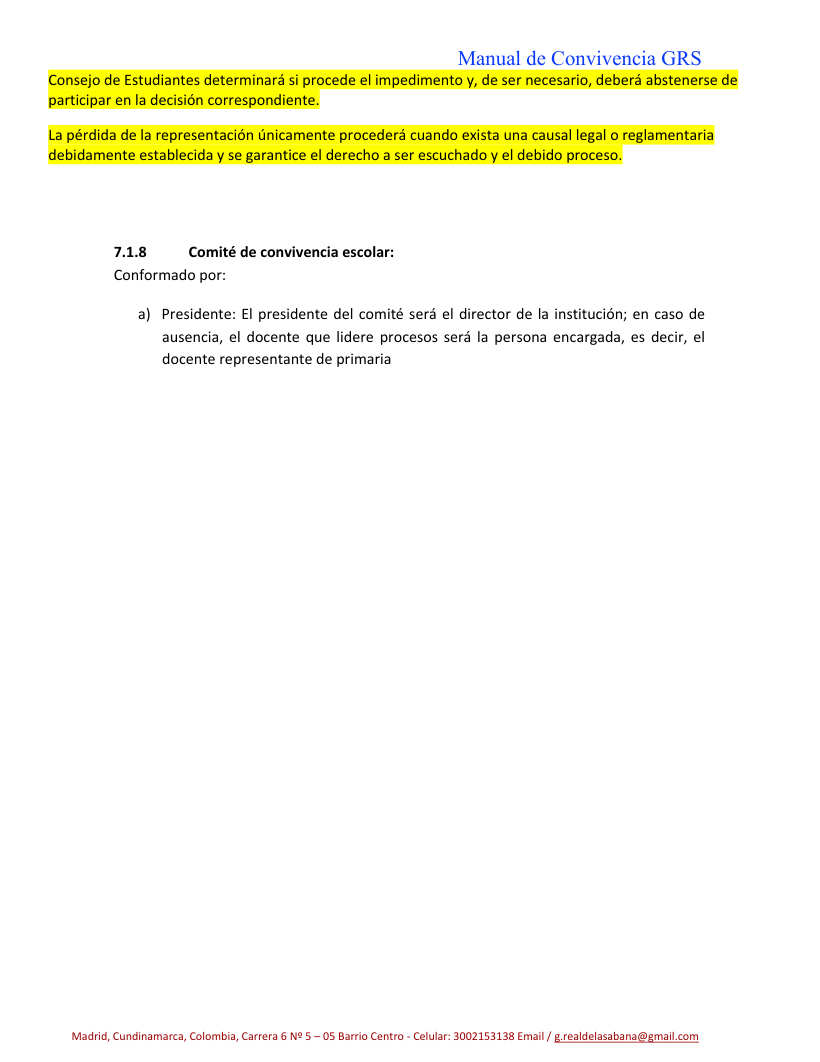 Manual de Convivencia GRS
Consejo de Estudiantes determinará si procede el impedimento y, de ser necesario, deberá abstenerse de
participar en la decisión correspondiente.
La pérdida de la representación únicamente procederá cuando exista una causal legal o reglamentaria
debidamente establecida y se garantice el derecho a ser escuchado y el debido proceso.
7.1.8 Comité de convivencia escolar:
Conformado por:
a) Presidente: El presidente del comité será el director de la institución; en caso de
ausencia, el docente que lidere procesos será la persona encargada, es decir, el
docente representante de primaria
Madrid, Cundinamarca, Colombia, Carrera 6 Nº 5 – 05 Barrio Centro - Celular: 3002153138 Email / g.realdelasabana@gmail.com